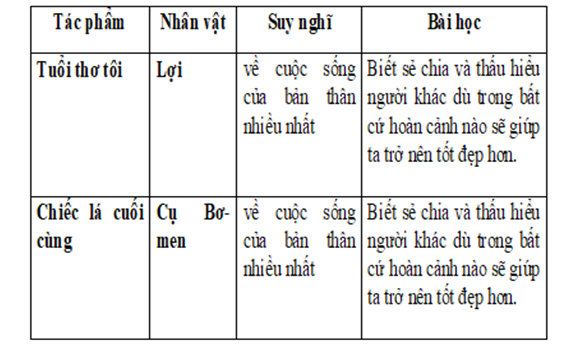 Tác phẩm Nhân vật Suy nghĩ Bài học
Tuổi thơ tôi Lợi về cuộc sống Biết sẻ chia và thấu hiểu
của bản thân người khác dù trong bất
nhiều nhất cứ hoàn cảnh nào sẽ giúp
ta trở nên tốt đẹp hơn.
Chiếc lá cuối Cụ Bơ- về cuộc sống Biết sẻ chia và thấu hiểu
cùng men của bản thân người khác dù trong bất
nhiều nhất cứ hoàn cảnh nào sẽ giúp
ta trở nên tốt đẹp hơn.